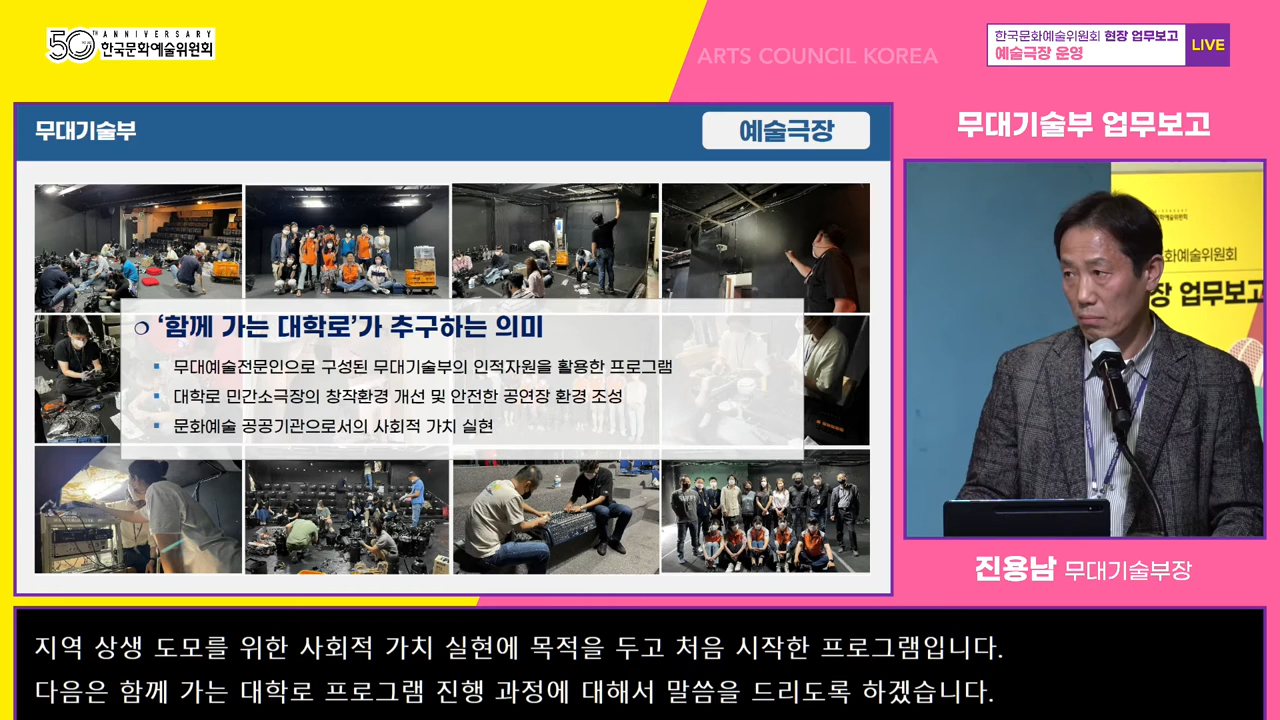 50TH ANNIVERSARY
한국문화예술위원회
ARTS COUNCIL KOREA
한국문화예술위원회 현장 업무보고
예술극장 운영
LIVE
무대기술부
예술극장
무대기술부 업무보고
❍ ‘함께 가는 대학로’가 추구하는 의미
▪ 무대예술전문인으로 구성된 무대기술부의 인적자원을 활용한 프로그램
▪ 대학로 민간소극장의 창작환경 개선 및 안전한 공연장 환경 조성
▪ 문화예술 공공기관으로서의 사회적 가치 실현
화예술위원회
장 업무보고
진용남 무대기술부장
지역 상생 도모를 위한 사회적 가치 실현에 목적을 두고 처음 시작한 프로그램입니다.
다음은 함께 가는 대학로 프로그램 진행 과정에 대해서 말씀을 드리도록 하겠습니다.